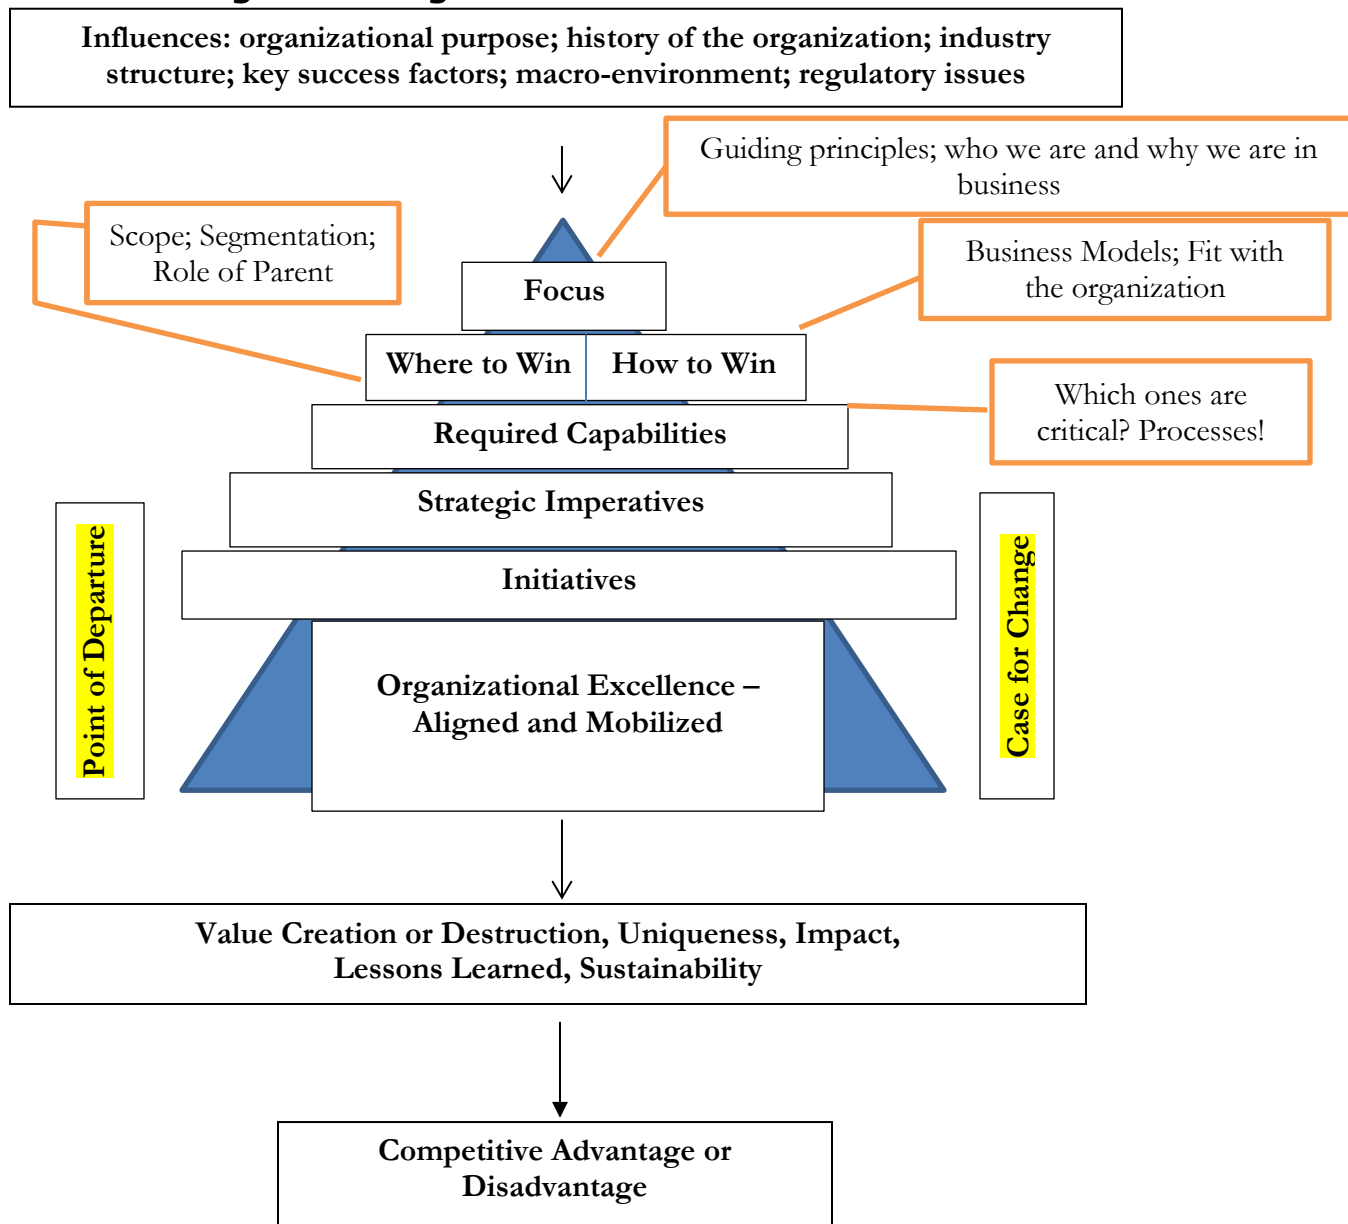 Influences: organizational purpose; history of the organization; industry
structure; key success factors; macro-environment; regulatory issues
Guiding principles; who we are and why we are in
business
Scope; Segmentation;
Role of Parent
Business Models; Fit with
the organization
Focus
Where to Win
How to Win
Which ones are
critical? Processes!
Required Capabilities
Strategic Imperatives
Initiatives
Point of Departure
Case for Change
Organizational Excellence –
Aligned and Mobilized
Value Creation or Destruction, Uniqueness, Impact,
Lessons Learned, Sustainability
Competitive Advantage or
Disadvantage